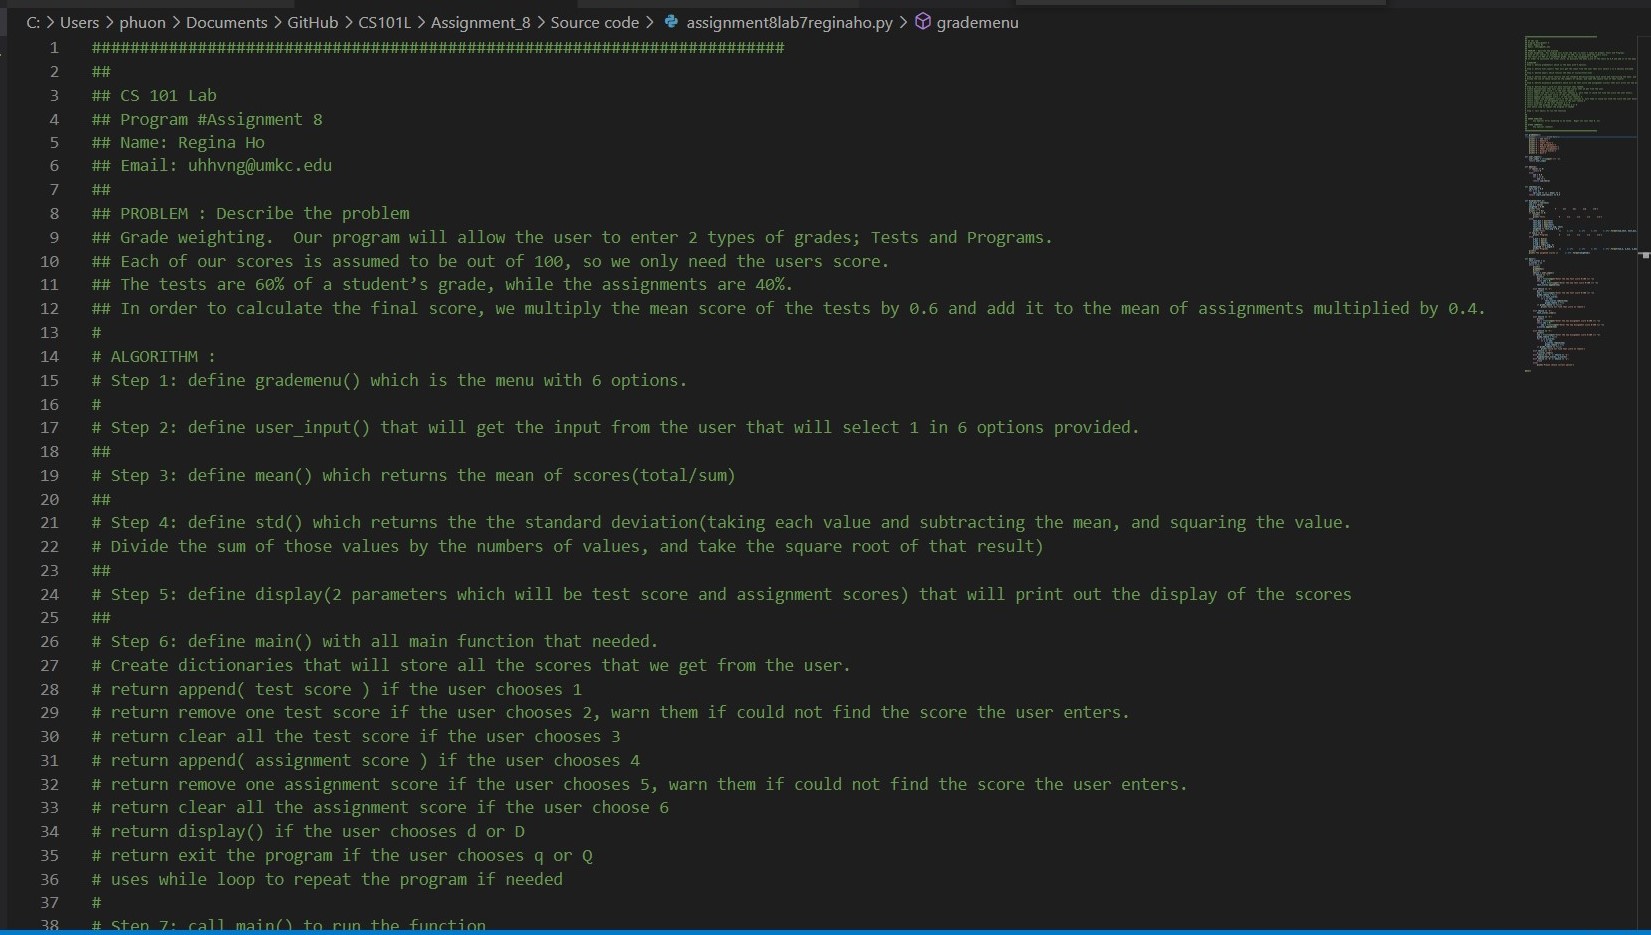 C: > Users > phuon > Documents > GitHub > CS101L > Assignment_8 > Source code > assignment8lab7reginaho.py > grademenu
1 ########################################################################
2 ##
3 ## CS 101 Lab
4 ## Program #Assignment 8
5 ## Name: Regina Ho
6 ## Email: uhhvng@umkc.edu
7 ##
8 ## PROBLEM : Describe the problem
9 ## Grade weighting.  Our program will allow the user to enter 2 types of grades; Tests and Programs.
10 ## Each of our scores is assumed to be out of 100, so we only need the users score.
11 ## The tests are 60% of a student’s grade, while the assignments are 40%.
12 ## In order to calculate the final score, we multiply the mean score of the tests by 0.6 and add it to the mean of assignments multiplied by 0.4.
13 #
14 # ALGORITHM :
15 # Step 1: define grademenu() which is the menu with 6 options.
16 #
17 # Step 2: define user_input() that will get the input from the user that will select 1 in 6 options provided.
18 ##
19 # Step 3: define mean() which returns the mean of scores(total/sum)
20 ##
21 # Step 4: define std() which returns the the standard deviation(taking each value and subtracting the mean, and squaring the value.
22 # Divide the sum of those values by the numbers of values, and take the square root of that result)
23 ##
24 # Step 5: define display(2 parameters which will be test score and assignment scores) that will print out the display of the scores
25 ##
26 # Step 6: define main() with all main function that needed.
27 # Create dictionaries that will store all the scores that we get from the user.
28 # return append( test score ) if the user chooses 1
29 # return remove one test score if the user chooses 2, warn them if could not find the score the user enters.
30 # return clear all the test score if the user chooses 3
31 # return append( assignment score ) if the user chooses 4
32 # return remove one assignment score if the user chooses 5, warn them if could not find the score the user enters.
33 # return clear all the assignment score if the user choose 6
34 # return display() if the user chooses d or D
35 # return exit the program if the user chooses q or Q
36 # uses while loop to repeat the program if needed
37 #
38 # Step 7: call main() to run the function